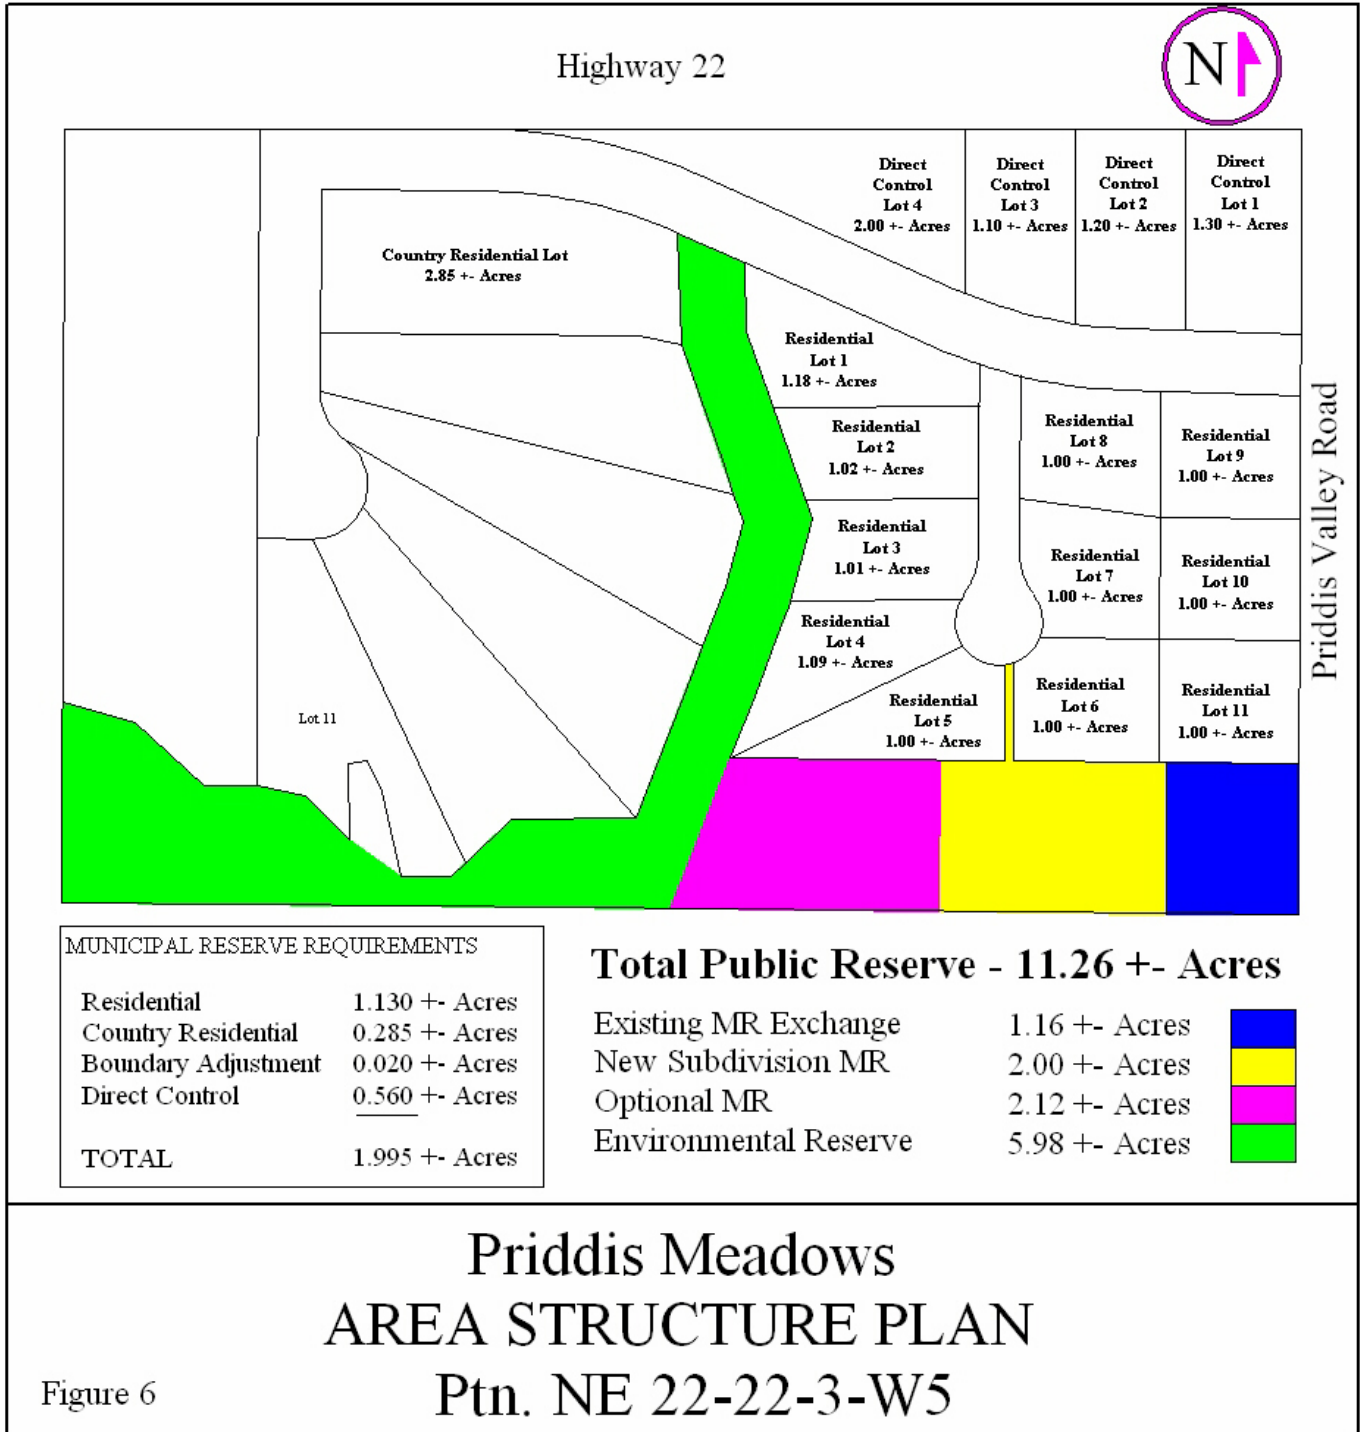 Highway 22
N
Direct
Control
Lot 4
2.00 +- Acres
Direct
Control
Lot 3
1.10 +- Acres
Direct
Control
Lot 2
1.20 +- Acres
Direct
Control
Lot 1
1.30 +- Acres
Country Residential Lot
2.85 +- Acres
Residential
Lot 1
1.18 +- Acres
Residential
Lot 2
1.02 +- Acres
Residential
Lot 3
1.01 +- Acres
Residential
Lot 4
1.09 +- Acres
Residential
Lot 5
1.00 +- Acres
Residential
Lot 8
1.00 +- Acres
Residential
Lot 9
1.00 +- Acres
Residential
Lot 7
1.00 +- Acres
Residential
Lot 10
1.00 +- Acres
Residential
Lot 6
1.00 +- Acres
Residential
Lot 11
1.00 +- Acres
Priddis Valley Road
Lot 11
MUNICIPAL RESERVE REQUIREMENTS
Residential 1.130 +- Acres
Country Residential 0.285 +- Acres
Boundary Adjustment 0.020 +- Acres
Direct Control 0.560 +- Acres
TOTAL 1.995 +- Acres
Total Public Reserve - 11.26 +- Acres
Existing MR Exchange 1.16 +- Acres
New Subdivision MR 2.00 +- Acres
Optional MR 2.12 +- Acres
Environmental Reserve 5.98 +- Acres
Priddis Meadows
AREA STRUCTURE PLAN
Ptn. NE 22-22-3-W5
Figure 6